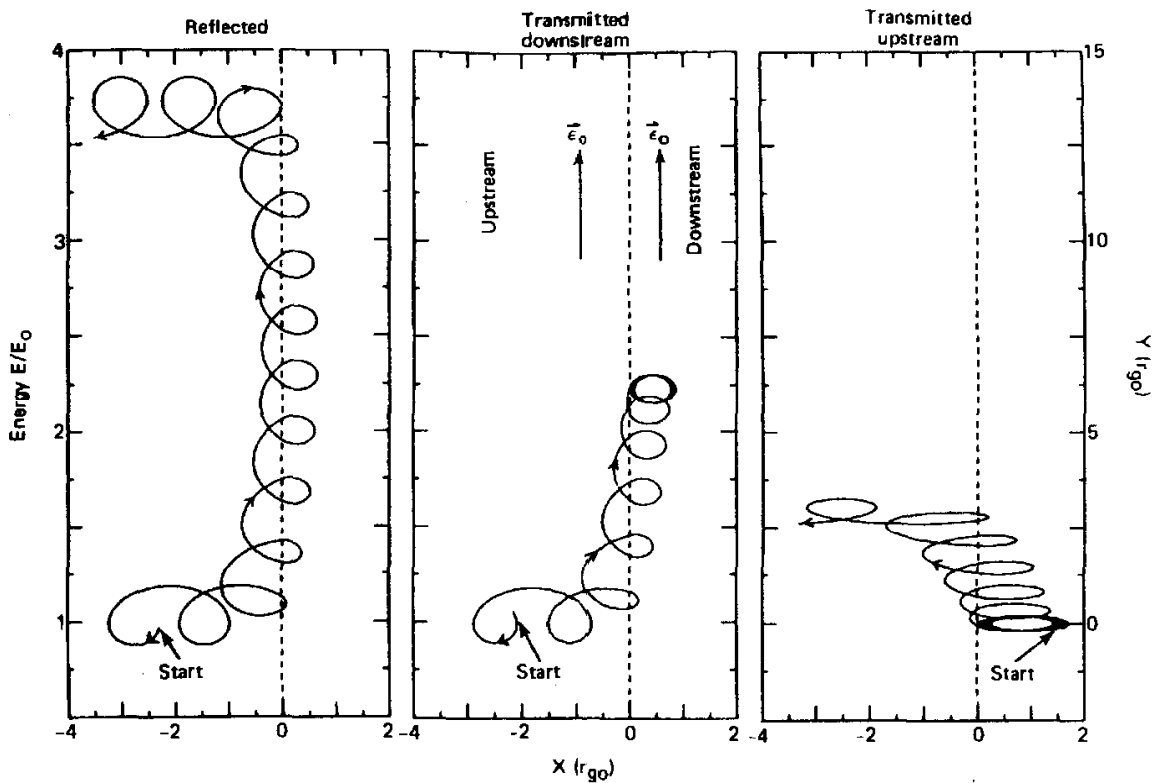 Reflected
Transmitted
downstream
Transmitted
upstream
4
3
2
1
Energy E/E₀
Start
-4
-2
0
2
ε₀
ε₀
Upstream
Downstream
Start
-4
-2
0
2
X (r_go)
15
10
5
0
Y (r_go)
Start
-4
-2
0
2